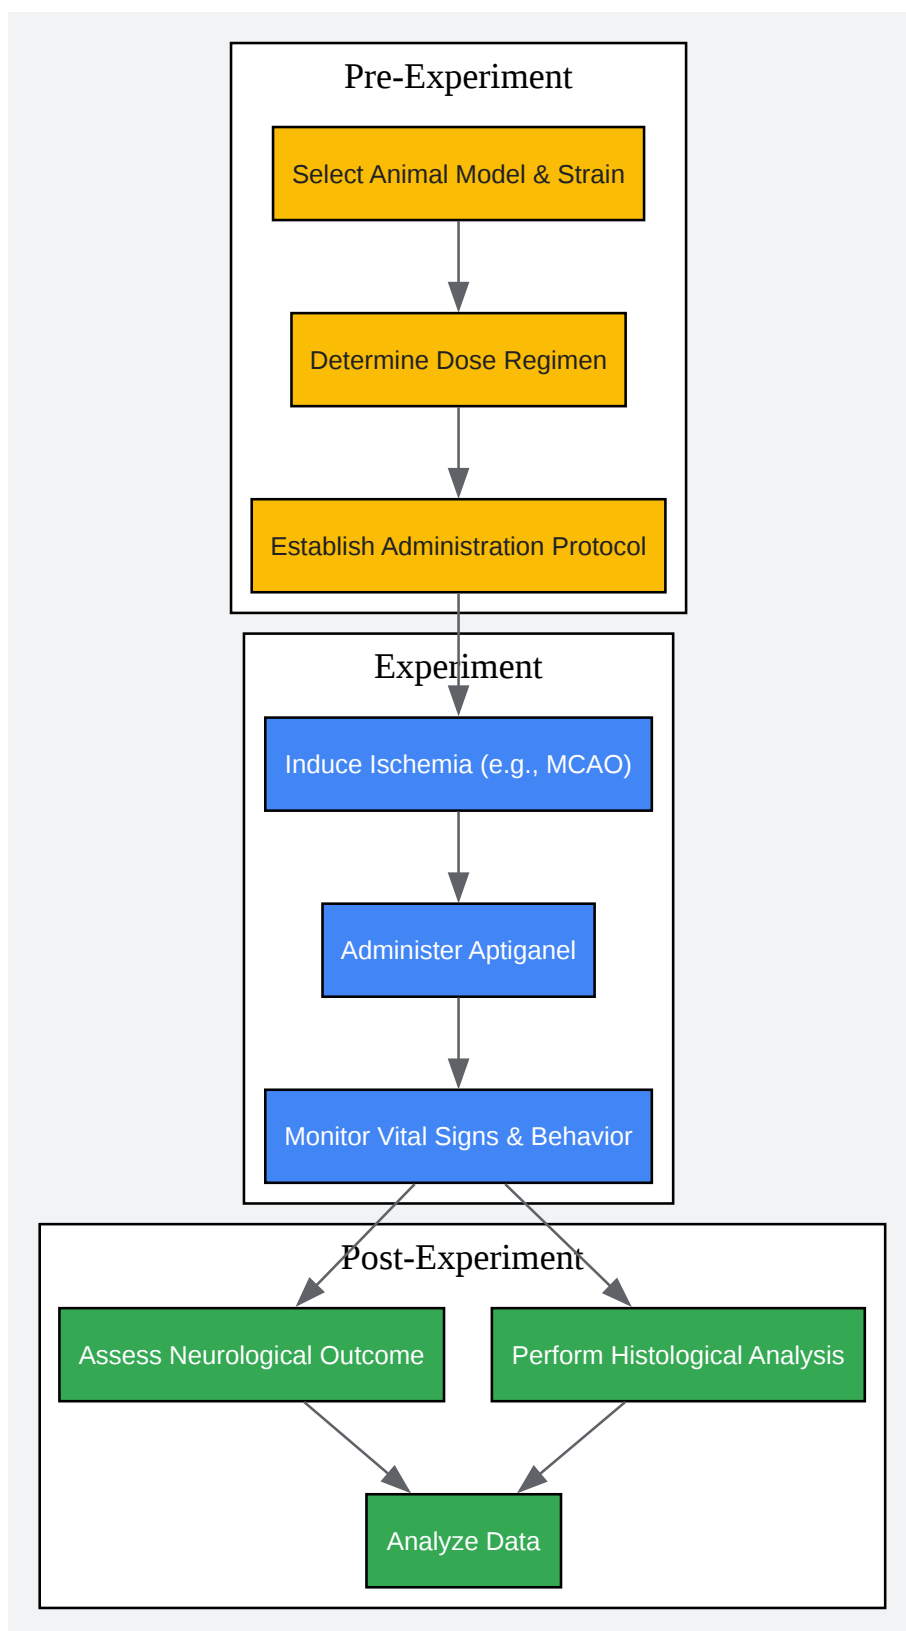 Pre-Experiment
Select Animal Model & Strain
Determine Dose Regimen
Establish Administration Protocol
Experiment
Induce Ischemia (e.g., MCAO)
Administer Aptiganel
Monitor Vital Signs & Behavior
Post-Experiment
Assess Neurological Outcome
Perform Histological Analysis
Analyze Data